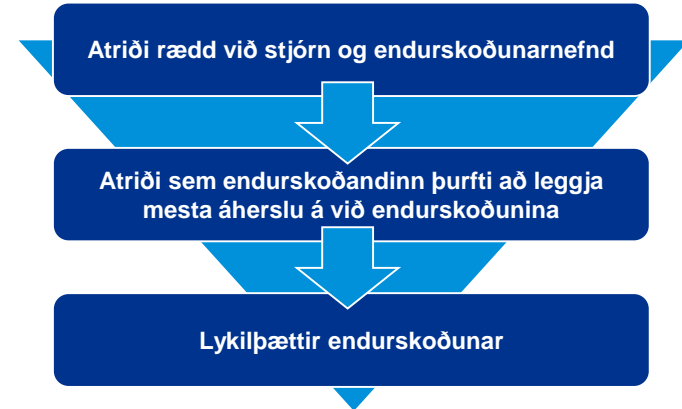 Atriði rædd við stjórn og endurskoðunarnefnd
Atriði sem endurskoðandinn þurfti að leggja
mesta áherslu á við endurskoðunina
Lykilþættir endurskoðunar